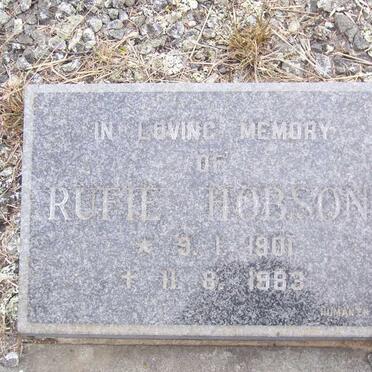 IN LOVING MEMORY
OF
RUFIE HOBSON
* 9. 1. 1901
† 11. 8. 1983